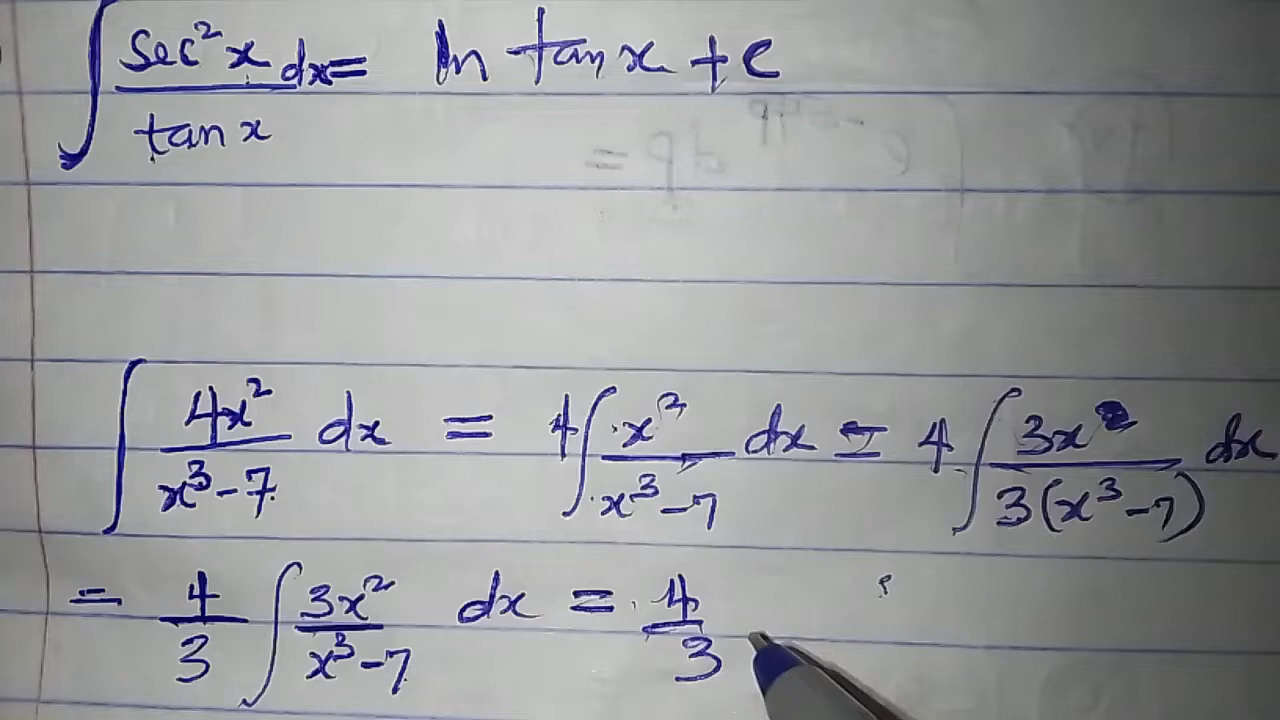 ∫ sec²x/tan x dx = ln tan x + c
∫ 4x²/x³-7 dx = 4∫ x²/x³-7 dx = 4∫ 3x²/3(x³-7) dx
= 4/3 ∫ 3x²/x³-7 dx = 4/3